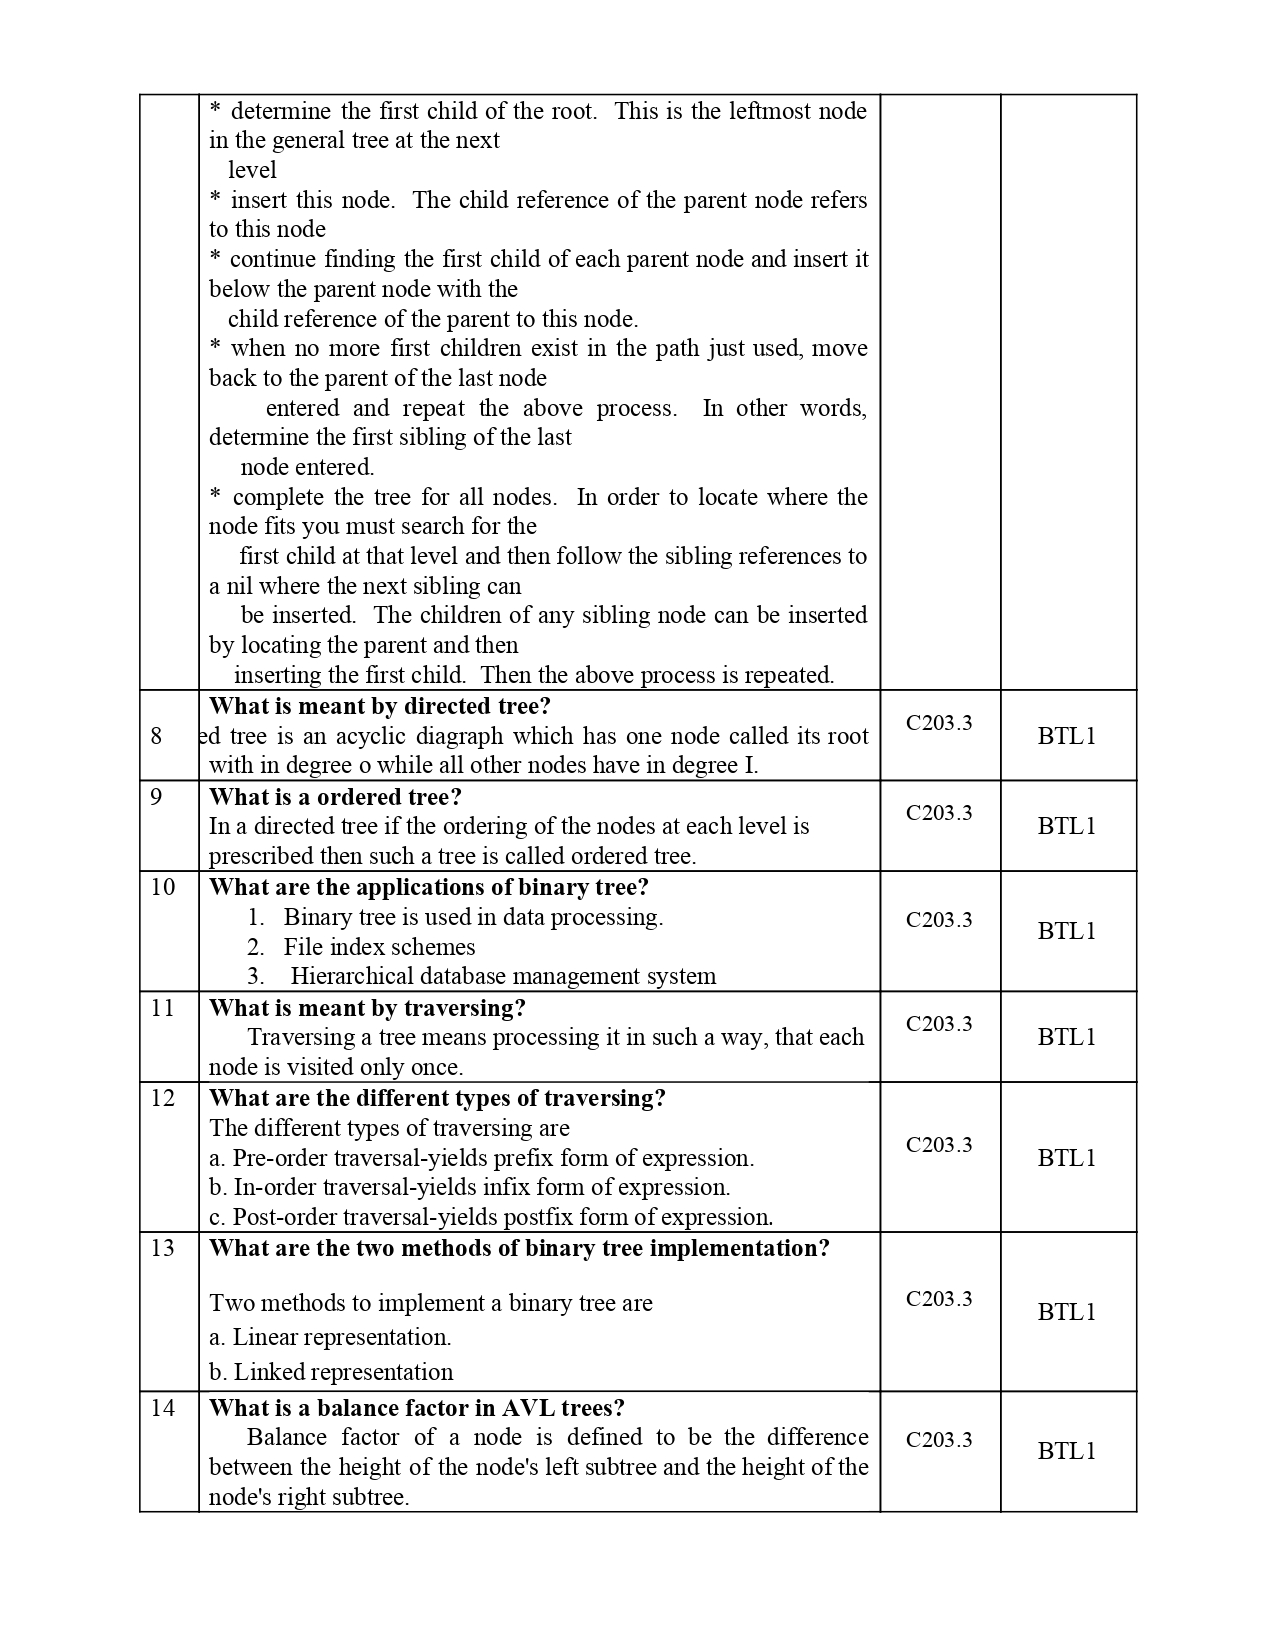 * determine the first child of the root. This is the leftmost node
in the general tree at the next
level
* insert this node. The child reference of the parent node refers
to this node
* continue finding the first child of each parent node and insert it
below the parent node with the
child reference of the parent to this node.
* when no more first children exist in the path just used, move
back to the parent of the last node
entered and repeat the above process. In other words,
determine the first sibling of the last
node entered.
* complete the tree for all nodes. In order to locate where the
node fits you must search for the
first child at that level and then follow the sibling references to
a nil where the next sibling can
be inserted. The children of any sibling node can be inserted
by locating the parent and then
inserting the first child. Then the above process is repeated.
8
What is meant by directed tree?
ed tree is an acyclic diagraph which has one node called its root
with in degree o while all other nodes have in degree I.
C203.3
BTL1
9
What is a ordered tree?
In a directed tree if the ordering of the nodes at each level is
prescribed then such a tree is called ordered tree.
C203.3
BTL1
10
What are the applications of binary tree?
1. Binary tree is used in data processing.
2. File index schemes
3. Hierarchical database management system
C203.3
BTL1
11
What is meant by traversing?
Traversing a tree means processing it in such a way, that each
node is visited only once.
C203.3
BTL1
12
What are the different types of traversing?
The different types of traversing are
a. Pre-order traversal-yields prefix form of expression.
b. In-order traversal-yields infix form of expression.
c. Post-order traversal-yields postfix form of expression.
C203.3
BTL1
13
What are the two methods of binary tree implementation?
Two methods to implement a binary tree are
a. Linear representation.
b. Linked representation
C203.3
BTL1
14
What is a balance factor in AVL trees?
Balance factor of a node is defined to be the difference
between the height of the node's left subtree and the height of the
node's right subtree.
C203.3
BTL1